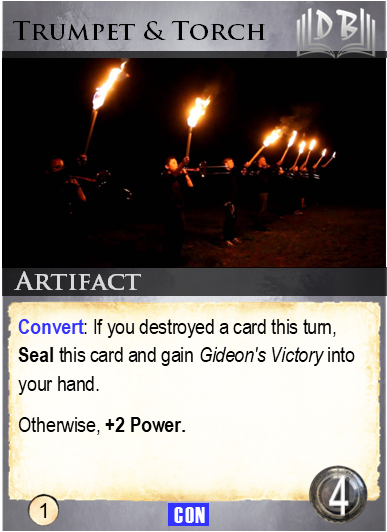 TRUMPET & TORCH
DB
ARTIFACT
Convert: If you destroyed a card this turn,
Seal this card and gain Gideon's Victory into
your hand.
Otherwise, +2 Power.
1
CON
4